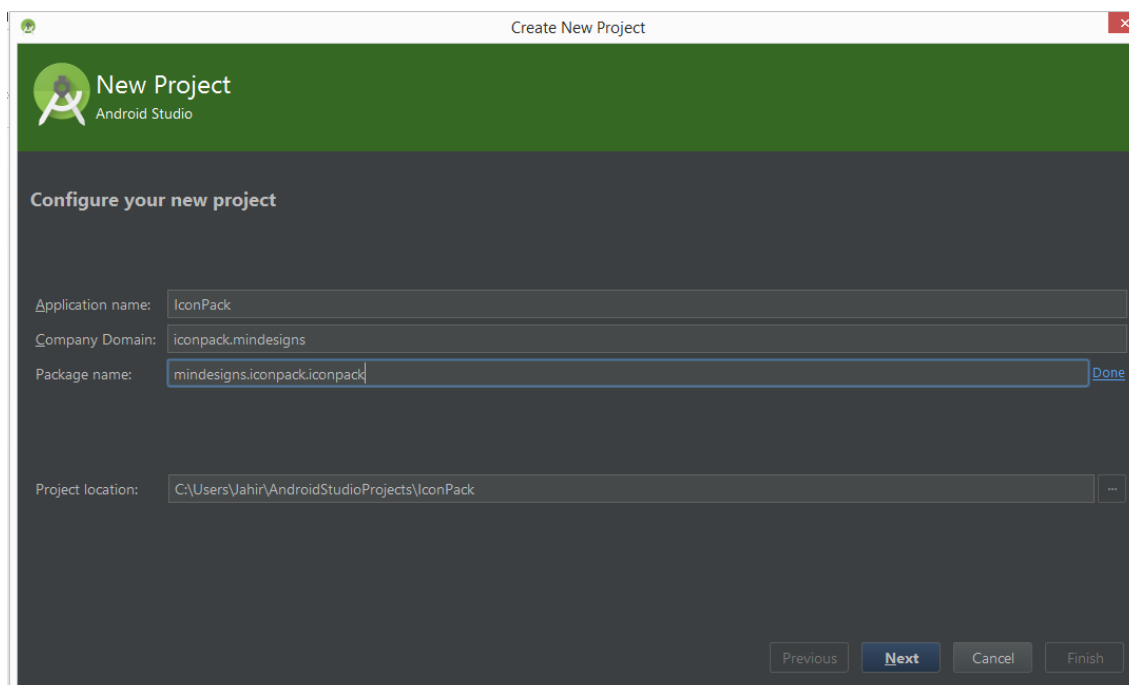 Create New Project
New Project
Android Studio
Configure your new project
Application name: IconPack
Company Domain: iconpack.mindesigns
Package name: mindesigns.iconpack.iconpack Done
Project location: C:\Users\Jahir\AndroidStudioProjects\IconPack ...
Previous Next Cancel Finish